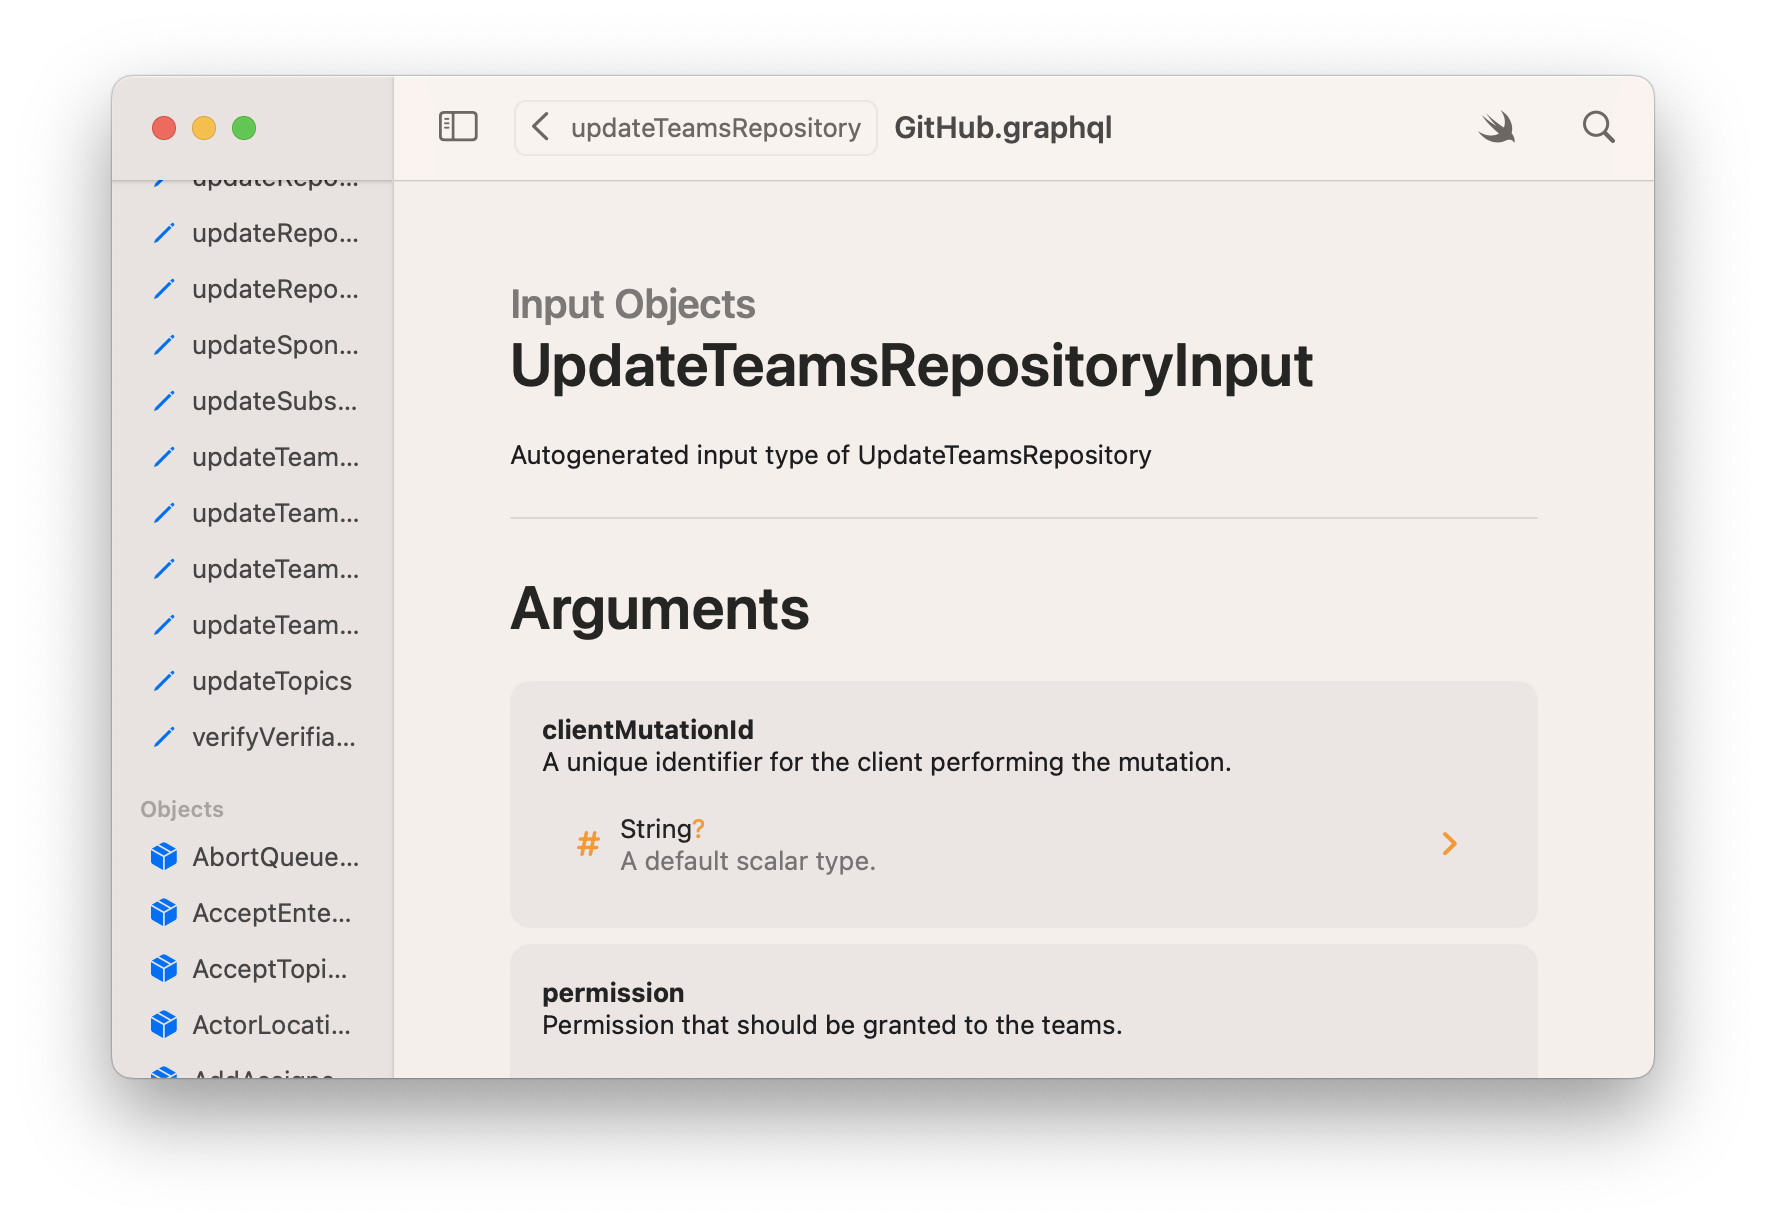 updateTeamsRepository
GitHub.graphql
updateRepo...
updateRepo...
updateRepo...
updateSpon...
updateSubs...
updateTeam...
updateTeam...
updateTeam...
updateTeam...
updateTopics
verifyVerifia...
Objects
AbortQueue...
AcceptEnte...
AcceptTopi...
ActorLocati...
AddAssigne...
Input Objects
UpdateTeamsRepositoryInput
Autogenerated input type of UpdateTeamsRepository
Arguments
clientMutationId
A unique identifier for the client performing the mutation.
# String?
A default scalar type.
permission
Permission that should be granted to the teams.